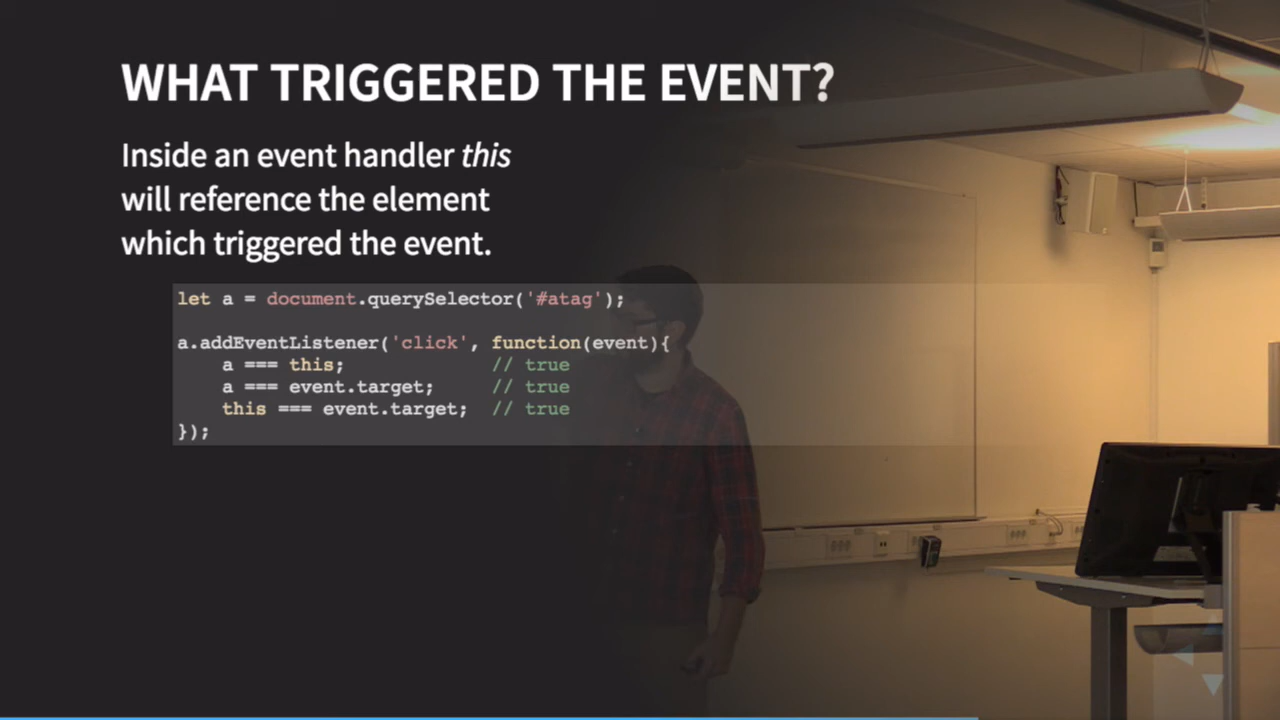 WHAT TRIGGERED THE EVENT?
Inside an event handler this
will reference the element
which triggered the event.
let a = document.querySelector('#atag');
a.addEventListener('click', function(event){
a === this; // true
a === event.target; // true
this === event.target; // true
});